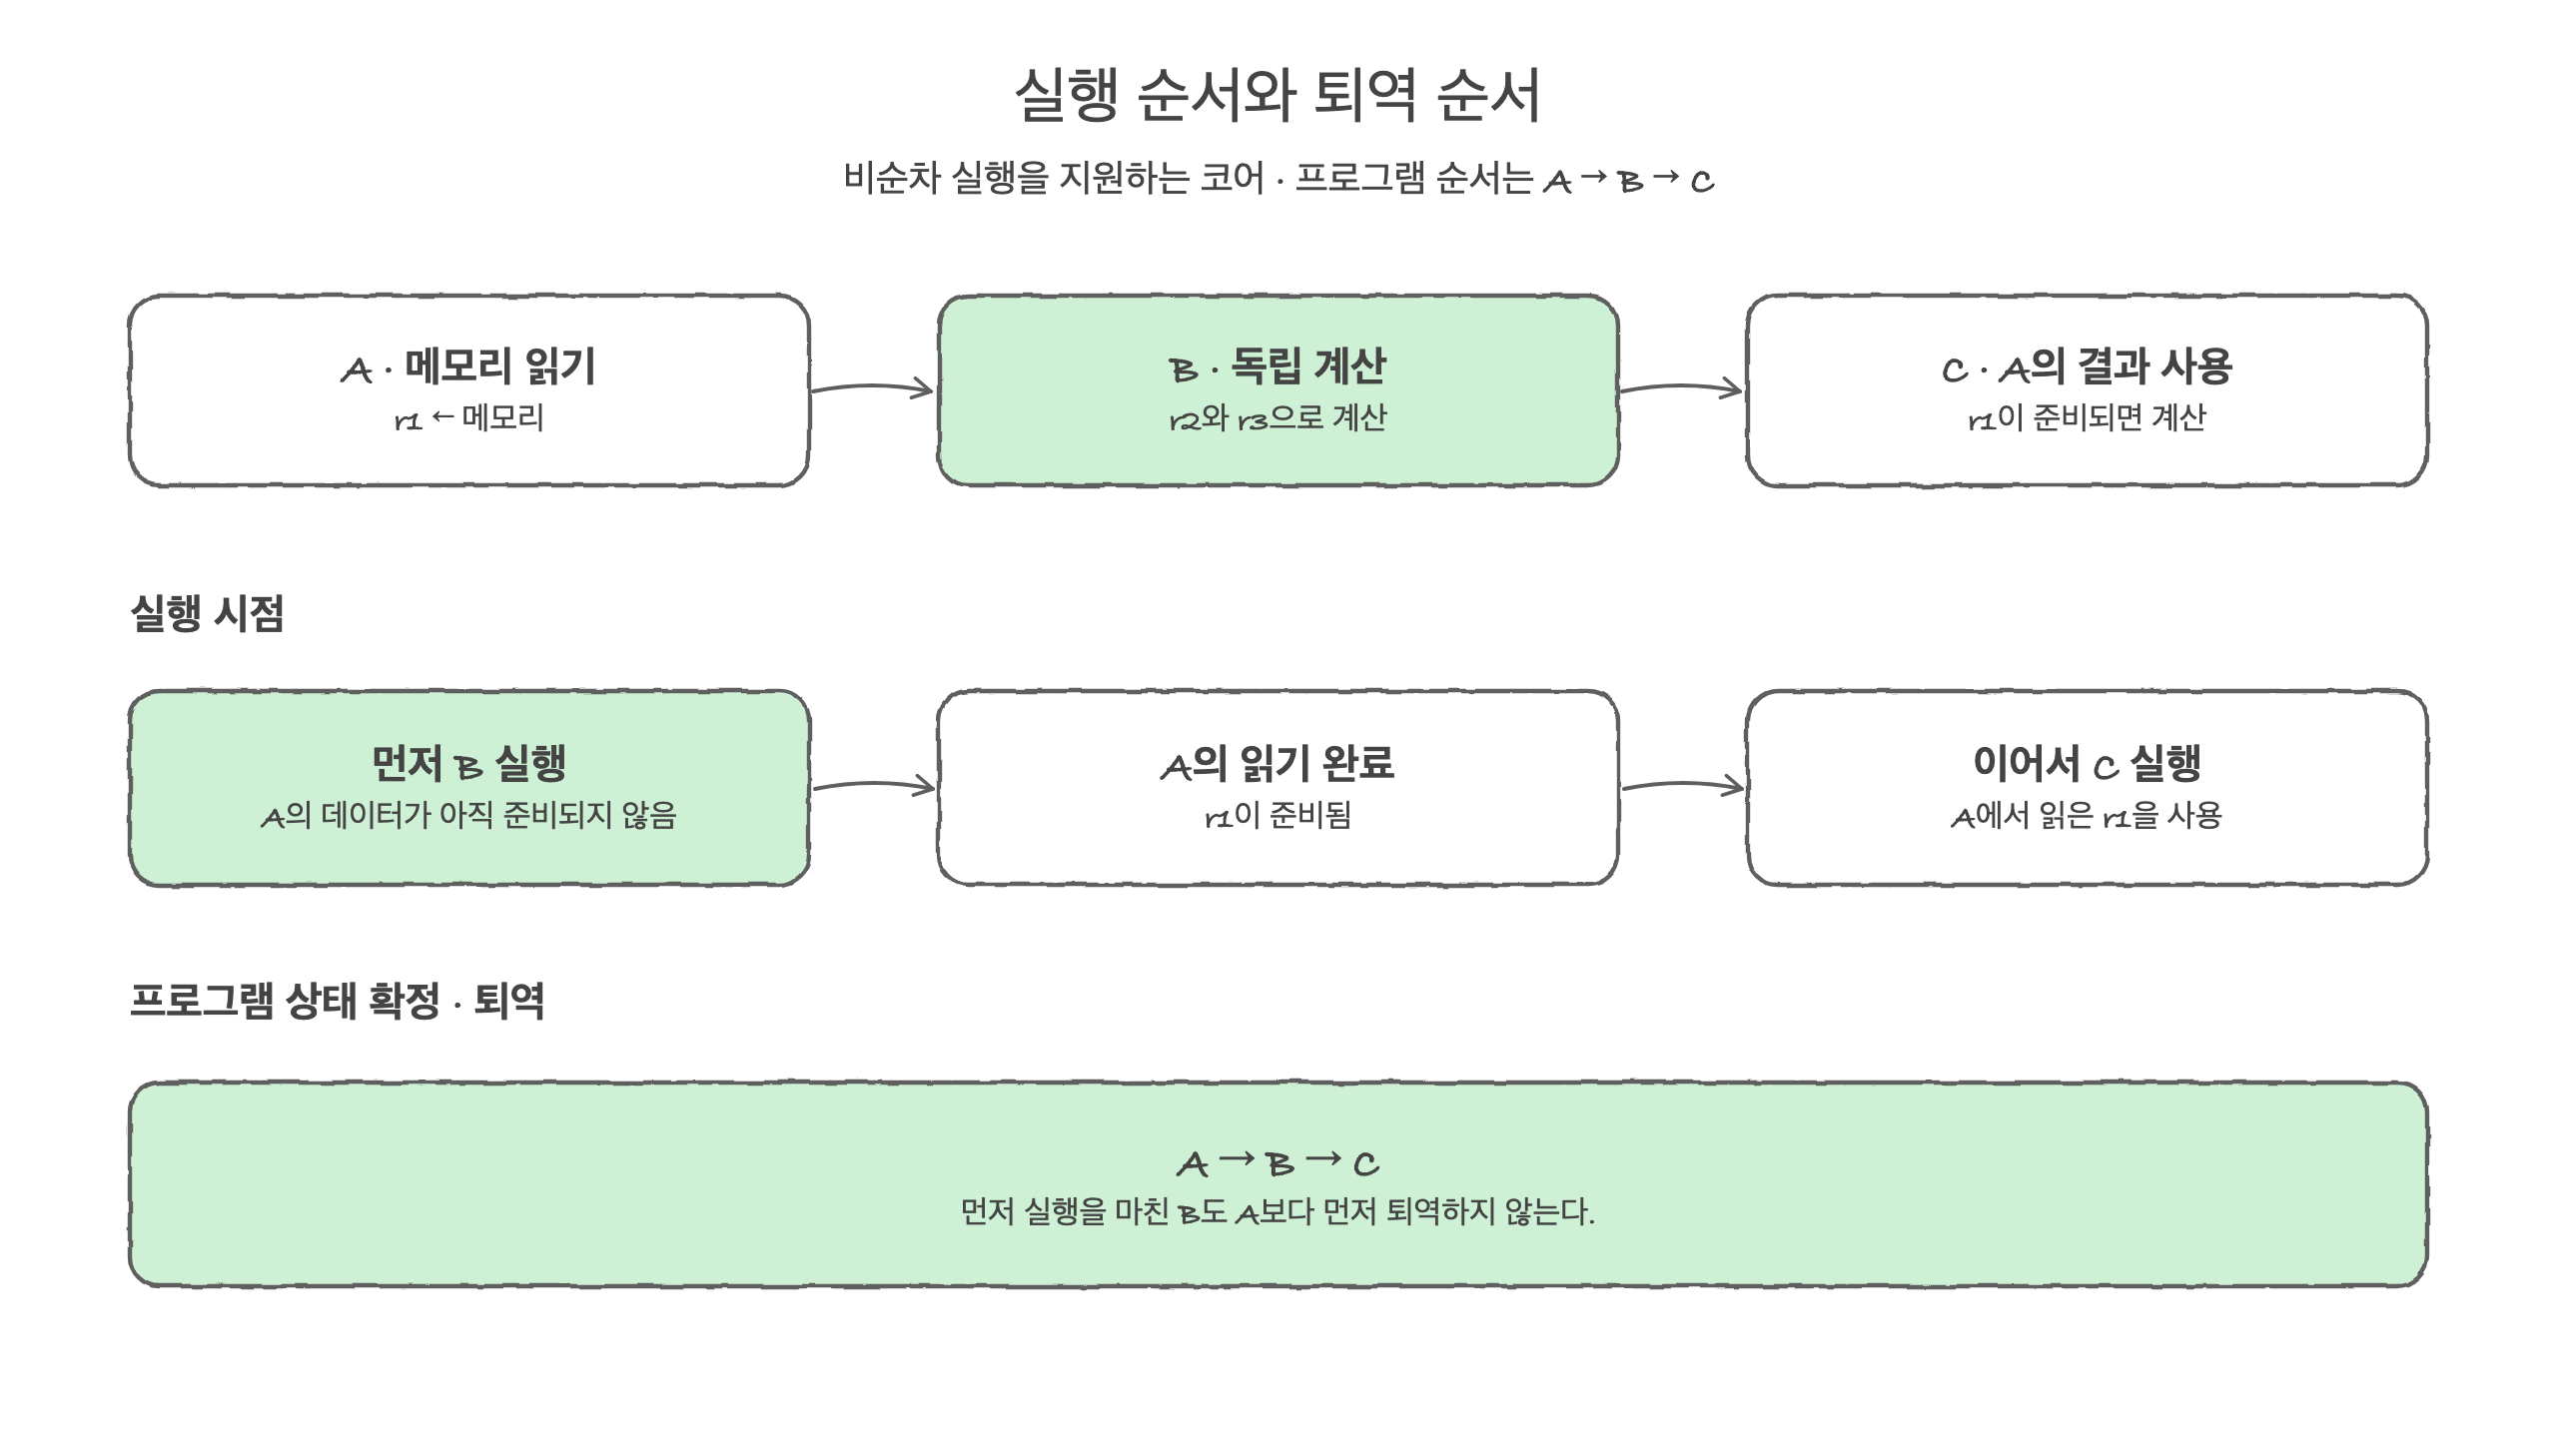 실행 순서와 퇴역 순서
비순차 실행을 지원하는 코어 · 프로그램 순서는 A → B → C
A · 메모리 읽기
r1 ← 메모리
B · 독립 계산
r2와 r3으로 계산
C · A의 결과 사용
r1이 준비되면 계산
실행 시점
먼저 B 실행
A의 데이터가 아직 준비되지 않음
A의 읽기 완료
r1이 준비됨
이어서 C 실행
A에서 읽은 r1을 사용
프로그램 상태 확정 · 퇴역
A → B → C
먼저 실행을 마친 B도 A보다 먼저 퇴역하지 않는다.